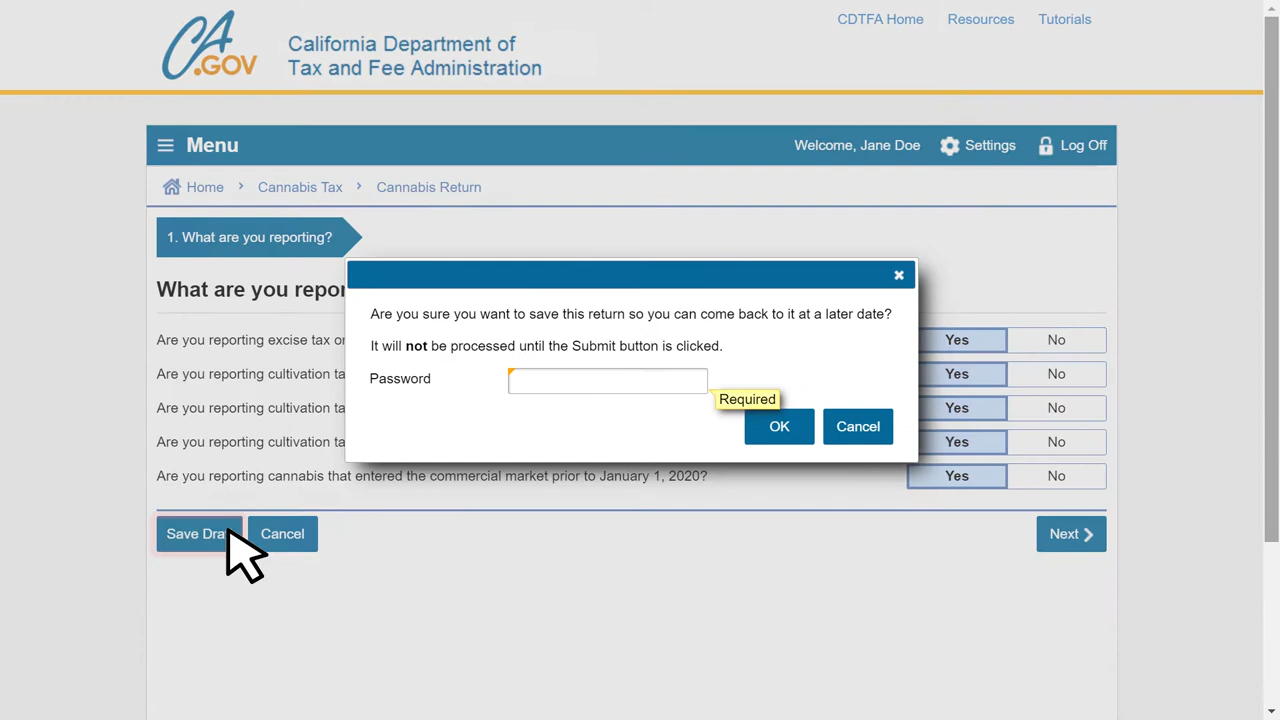 CDTFA Home Resources Tutorials
CA
.GOV
California Department of
Tax and Fee Administration
Menu
Welcome, Jane Doe Settings Log Off
Home > Cannabis Tax > Cannabis Return
1. What are you reporting?
What are you repor
Are you sure you want to save this return so you can come back to it at a later date?
It will not be processed until the Submit button is clicked.
Password
Required
OK Cancel
Are you reporting excise tax o Yes No
Are you reporting cultivation ta Yes No
Are you reporting cultivation ta Yes No
Are you reporting cultivation ta Yes No
Are you reporting cannabis that entered the commercial market prior to January 1, 2020? Yes No
Save Dra Cancel Next